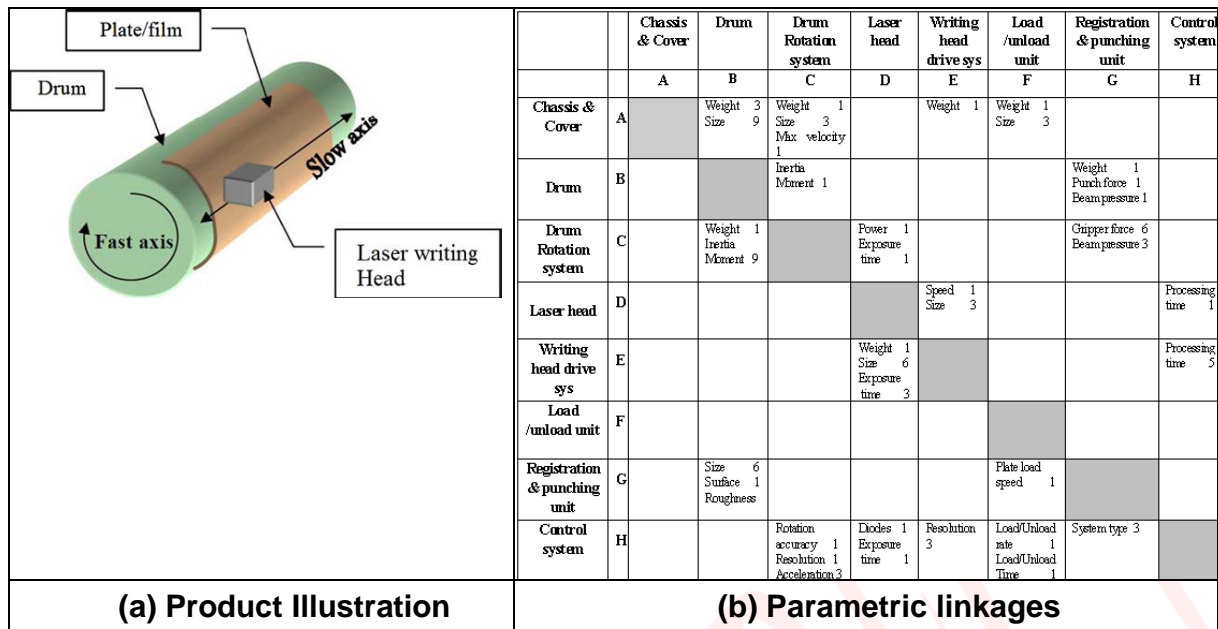 Plate/film
Drum
Slow axis
Fast axis
Laser writing
Head
Chassis & Cover Drum Drum Rotation system Laser head Writing head drive sys Load /unload unit Registration & punching unit Control system
A B C D E F G H
Chassis & Cover A Weight 3 Size 9 Weight 1 Size 3 Max velocity 1 Weight 1 Weight 1 Size 3
Drum B Inertia Moment 1 Weight 1 Punch force 1 Beam pressure 1
Drum Rotation system C Weight 1 Inertia Moment 9 Power 1 Exposure time 1 Gripper force 6 Beam pressure 3
Laser head D Speed 1 Size 3 Processing time 1
Writing head drive sys E Weight 1 Size 6 Exposure time 3 Processing time 5
Load /unload unit F
Registration & punching unit G Size 6 Surface 1 Roughness Plate load speed 1
Control system H Rotation accuracy 1 Resolution 1 Acceleration 3 Diodes 1 Exposure time 1 Resolution 3 Load/Unload rate 1 Load/Unload Time 1 System type 3
(a) Product Illustration
(b) Parametric linkages